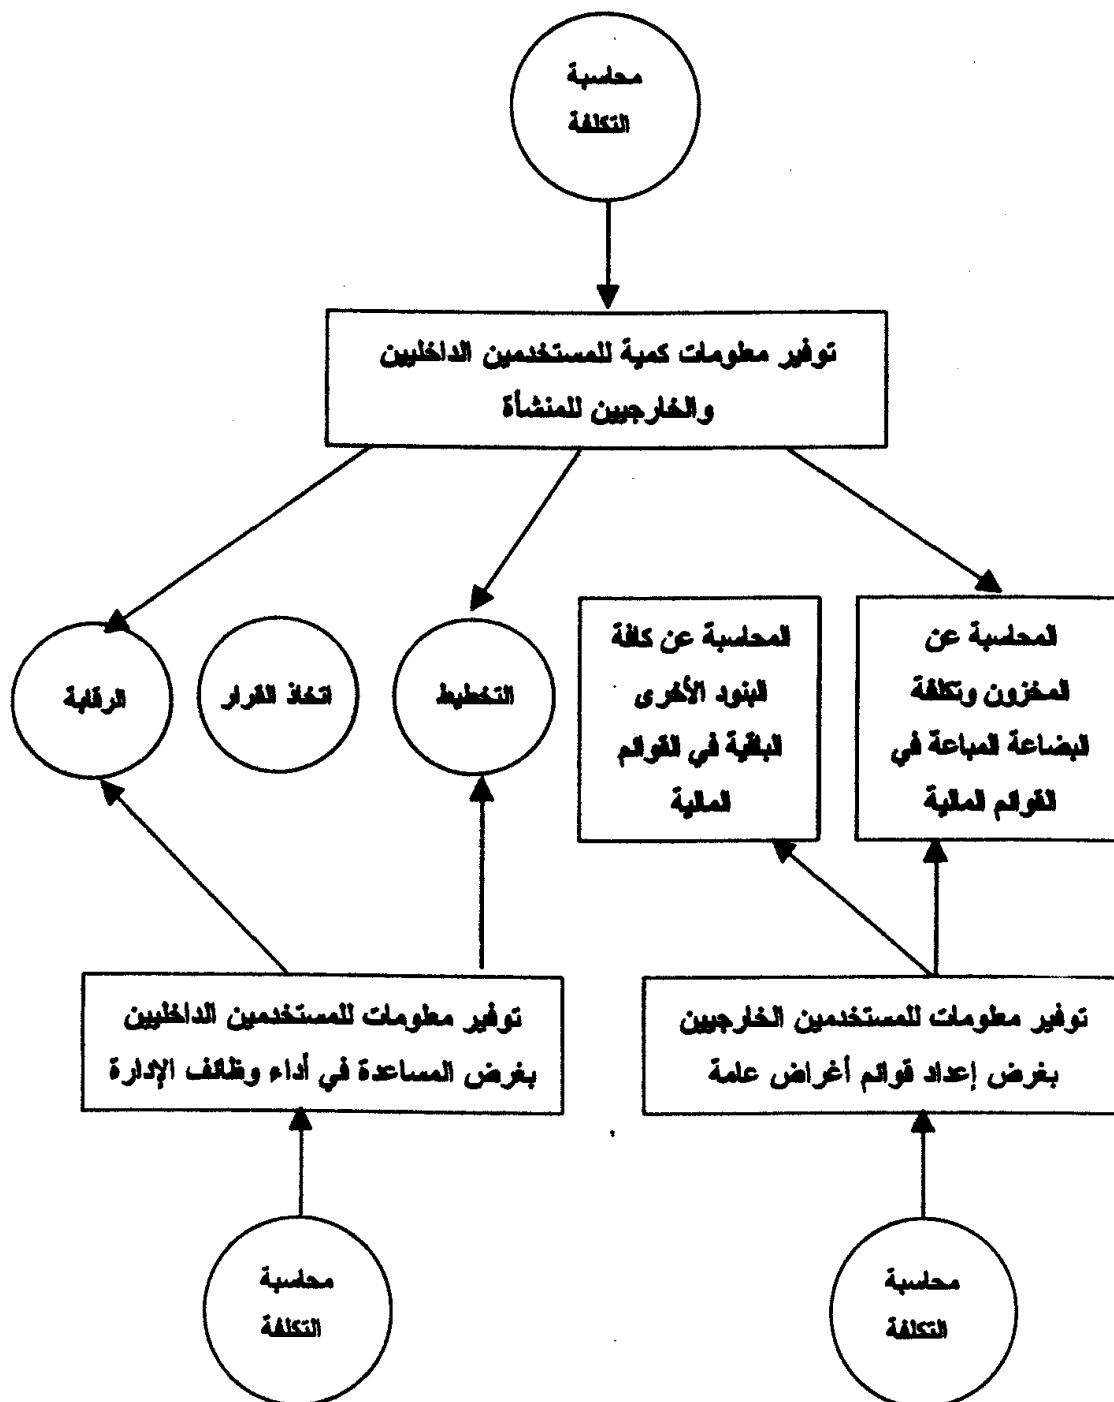 محاسبة
التكلفة
توفير معلومات كمية للمستخدمين الداخليين
والخارجيين للمنشأة
المحاسبة عن
المخزون وتكلفة
البضاعة المباعة في
القوائم المالية
المحاسبة عن كافة
البنود الأخرى
الباقية في القوائم
المالية
التخطيط
اتخاذ القرار
الرقابة
توفير معلومات للمستخدمين الخارجيين
بغرض إعداد قوائم أغراض عامة
توفير معلومات للمستخدمين الداخليين
بغرض المساعدة في أداء وظائف الإدارة
محاسبة
التكلفة
محاسبة
التكلفة